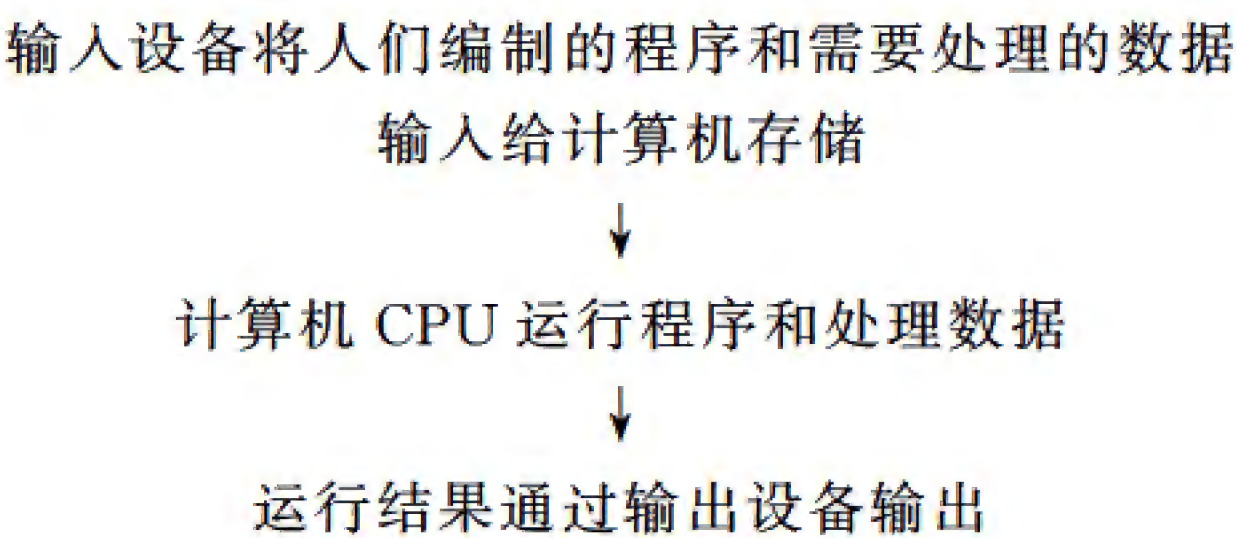 输入设备将人们编制的程序和需要处理的数据
输入给计算机存储
↓
计算机 CPU 运行程序和处理数据
↓
运行结果通过输出设备输出